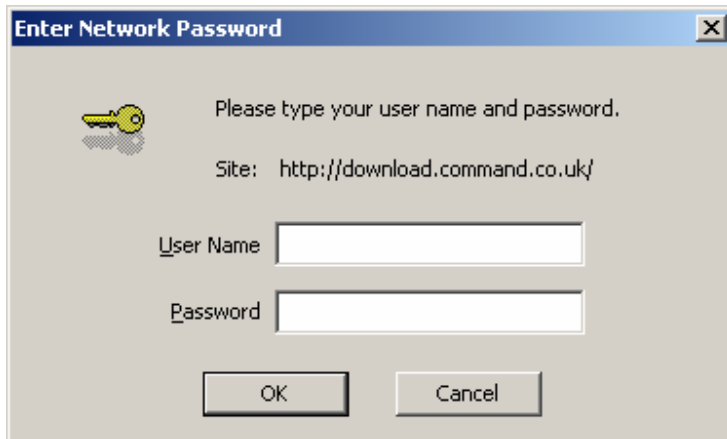 Enter Network Password
Please type your user name and password.
Site: http://download.command.co.uk/
User Name
Password
OK Cancel